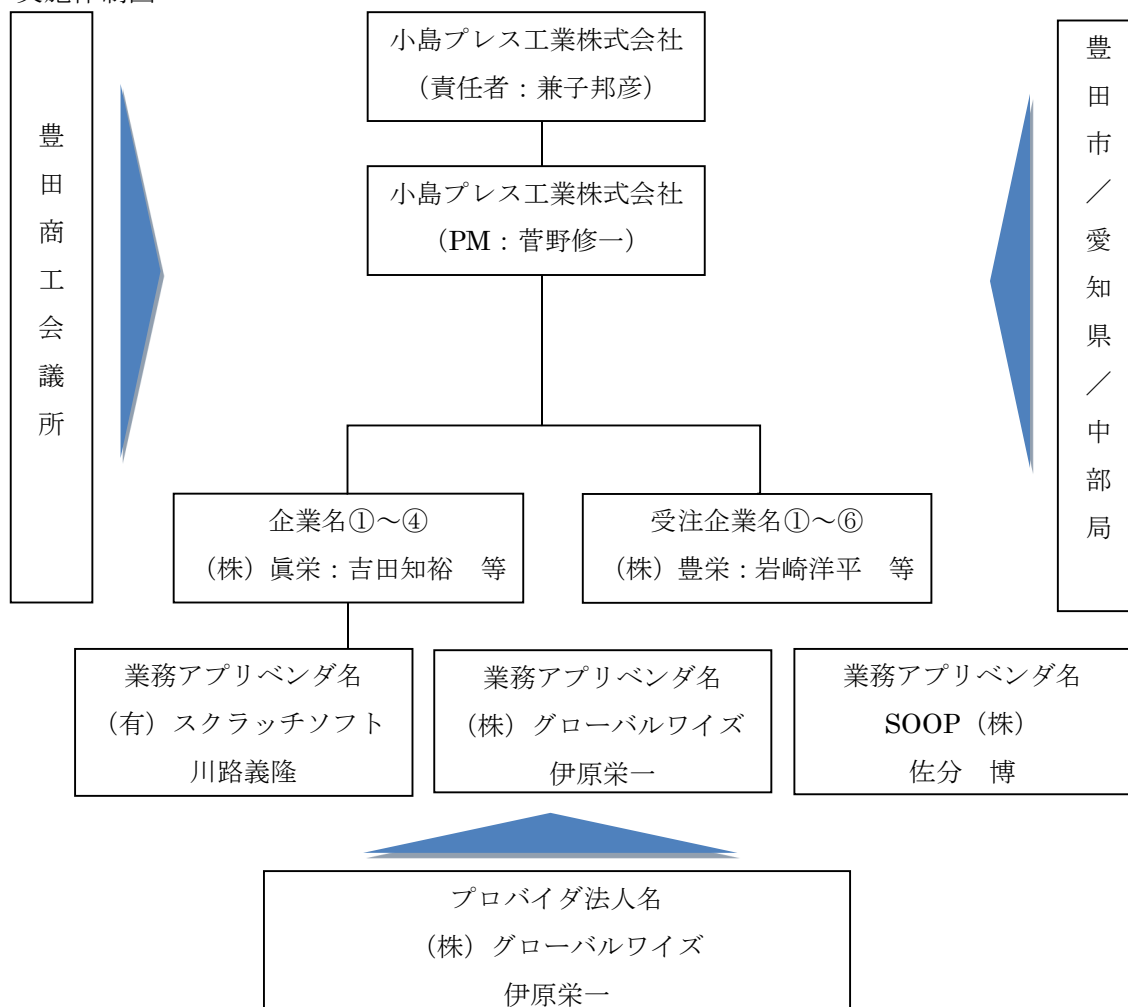 小島プレス工業株式会社
（責任者：兼子邦彦）
小島プレス工業株式会社
（PM：菅野修一）
豊田商工会議所
豊田市／愛知県／中部局
企業名①～④
（株）眞栄：吉田知裕　等
受注企業名①～⑥
（株）豊栄：岩崎洋平　等
業務アプリベンダ名
（有）スクラッチソフト
川路義隆
業務アプリベンダ名
（株）グローバルワイズ
伊原栄一
業務アプリベンダ名
SOOP（株）
佐分　博
プロバイダ法人名
（株）グローバルワイズ
伊原栄一